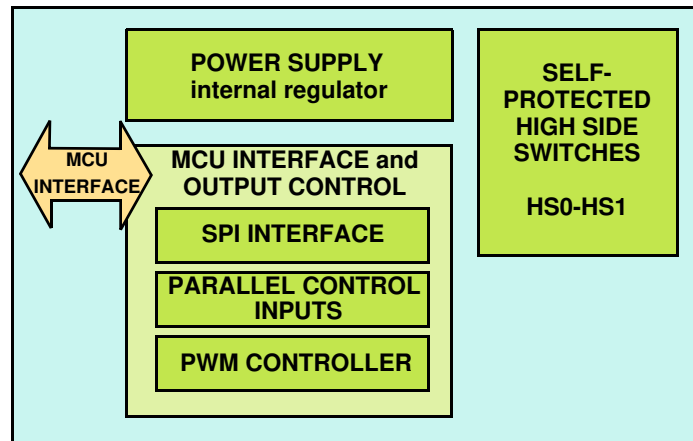 POWER SUPPLY
internal regulator
SELF-
PROTECTED
HIGH SIDE
SWITCHES
HS0-HS1
MCU
INTERFACE
MCU INTERFACE and
OUTPUT CONTROL
SPI INTERFACE
PARALLEL CONTROL
INPUTS
PWM CONTROLLER